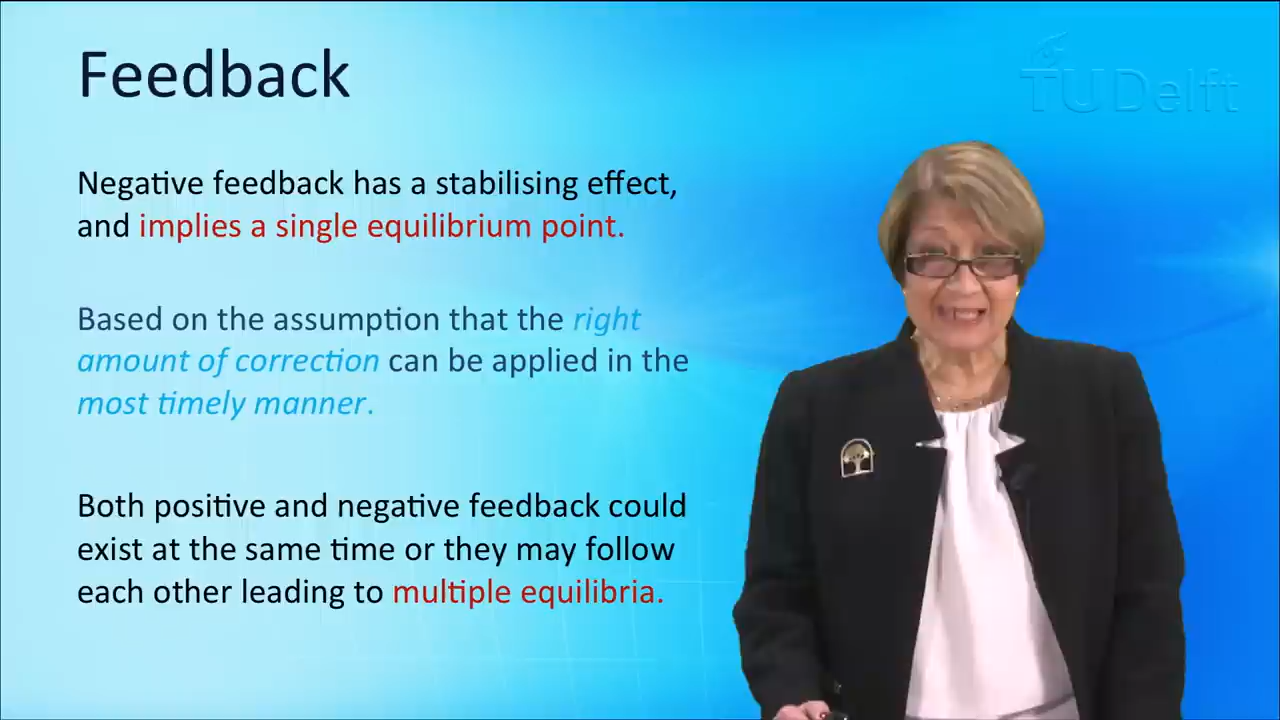 Feedback
TU Delft
Negative feedback has a stabilising effect,
and implies a single equilibrium point.
Based on the assumption that the right
amount of correction can be applied in the
most timely manner.
Both positive and negative feedback could
exist at the same time or they may follow
each other leading to multiple equilibria.